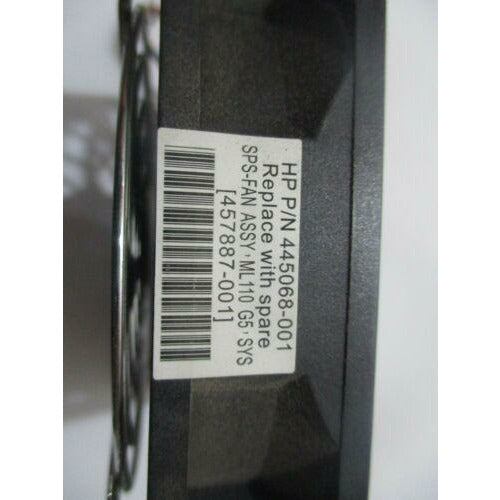 HP P/N 445068-001
Replace with spare
SPS-FAN ASSY,ML110 G5,SYS
[457887-001]